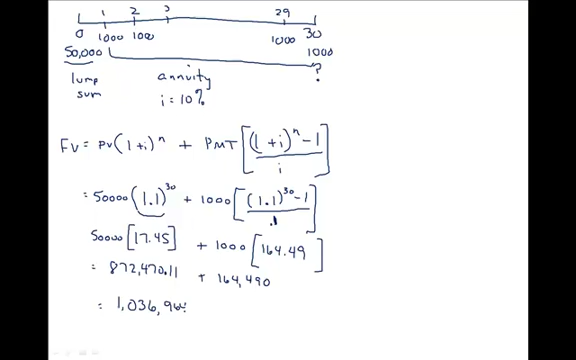 1 2 3 29
0 1000 1000 1000 30
50,000 1000
lump annuity ?
sum i = 10%
FV = PV(1+i)^n + PMT[((1+i)^n - 1)/i]
= 50000(1.1)^30 + 1000[((1.1)^30 - 1)/.1]
50000[17.45] + 1000[164.49]
= 872,470.11 + 164,490
= 1,036,96